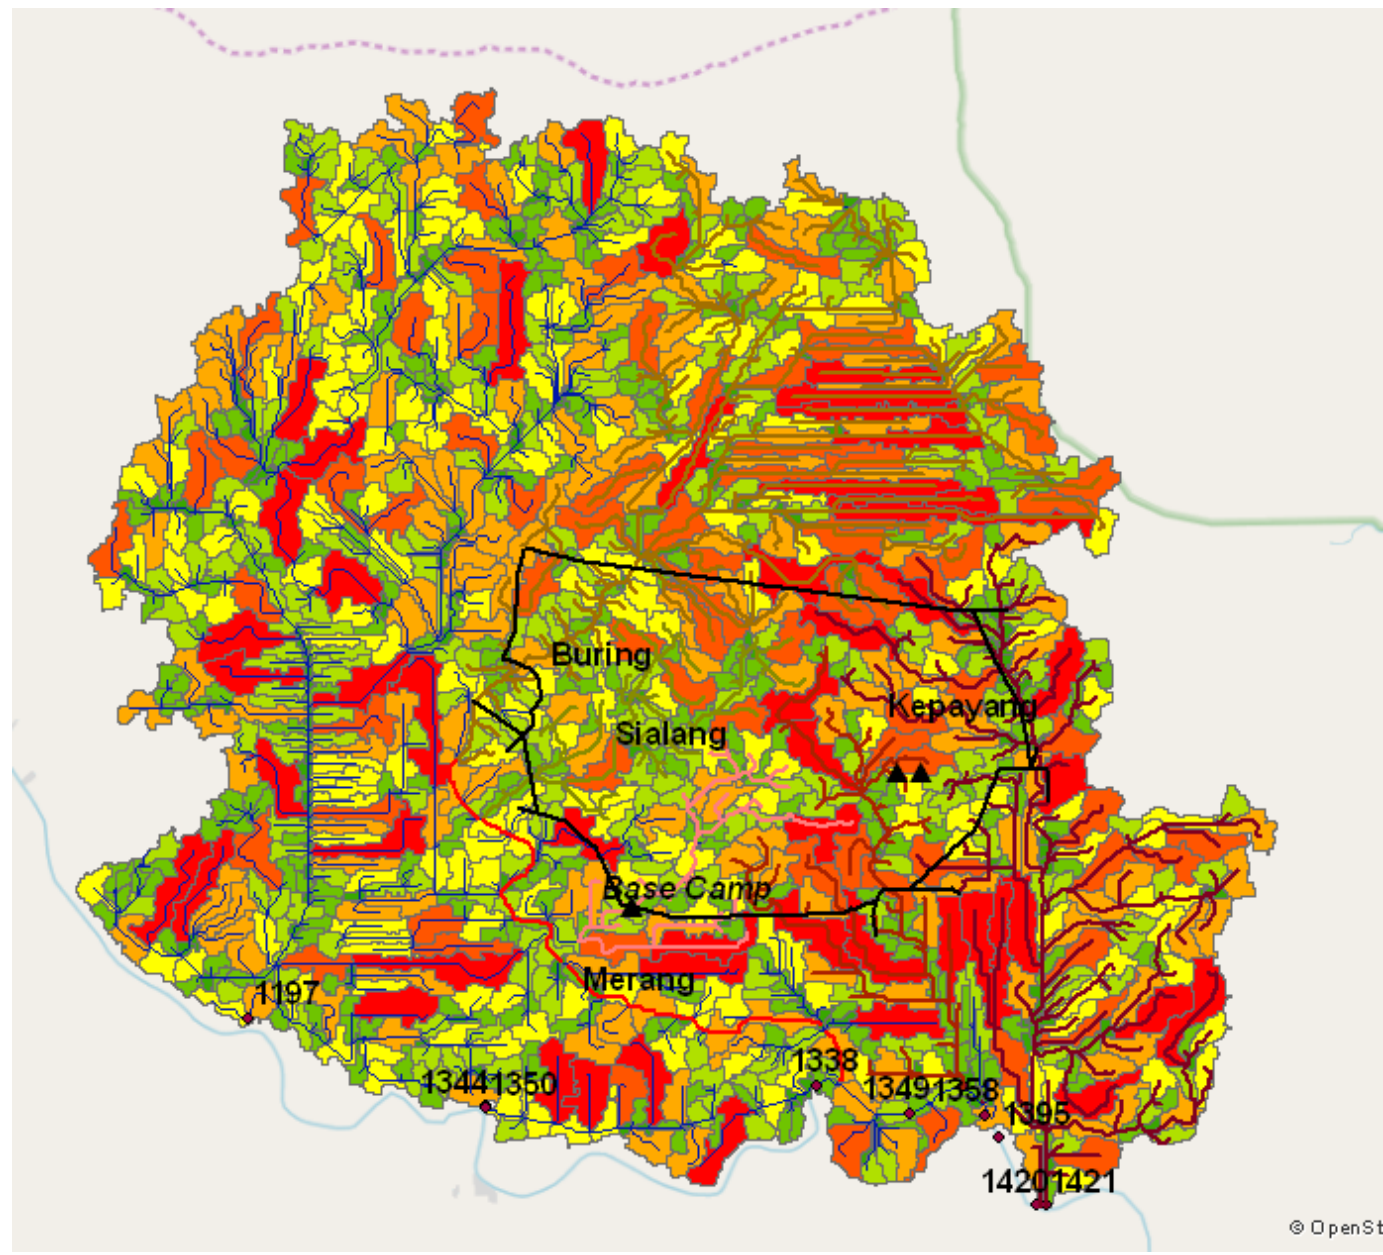 Buring
Kepayang
Sialang
Base Camp
Merang
1197
1338
13441350
13491358
1395
14201421
© OpenSt